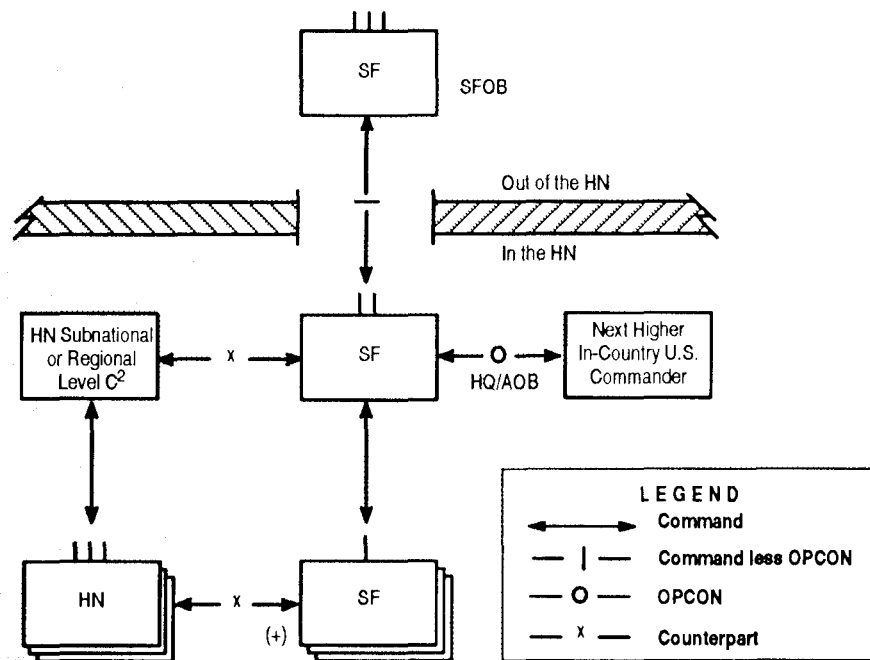 SF
SFOB
Out of the HN
In the HN
HN Subnational
or Regional
Level C²
x
SF
O
HQ/AOB
Next Higher
In-Country U.S.
Commander
HN
x
(+)
SF
LEGEND
Command
Command less OPCON
O
OPCON
x
Counterpart